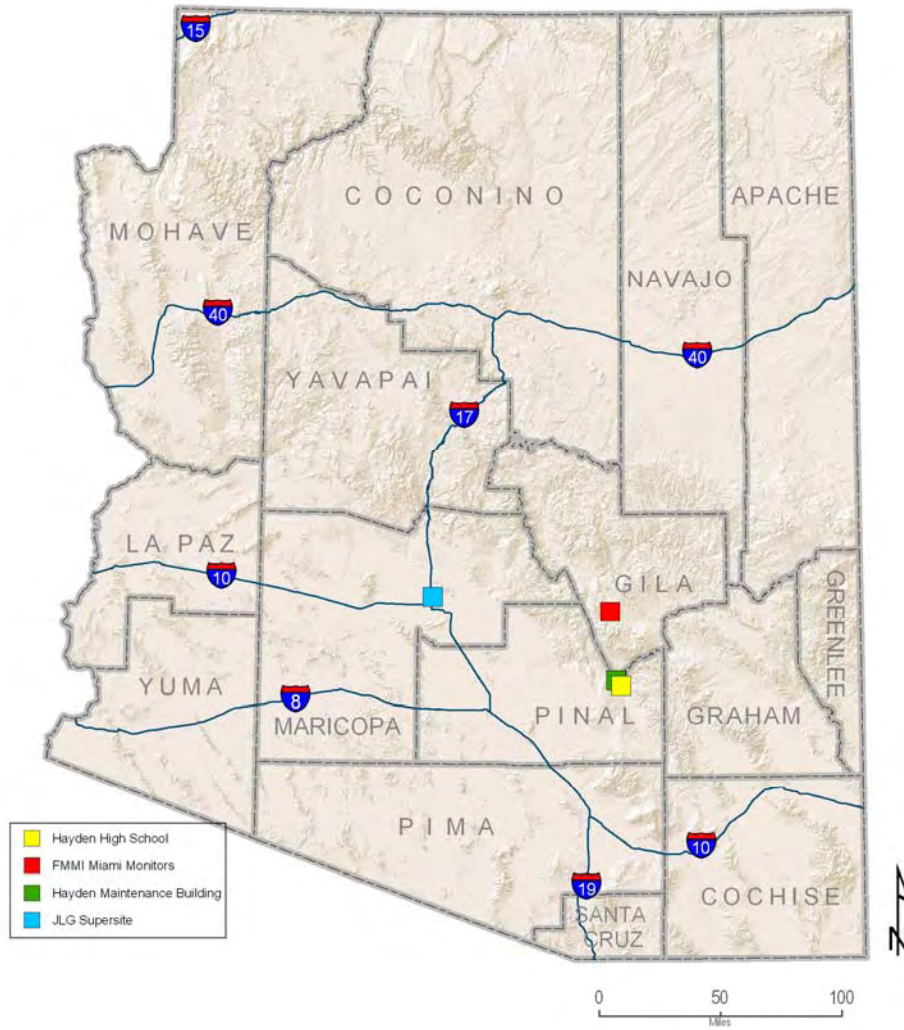 15
COCONINO
APACHE
MOHAVE
NAVAJO
40
40
YAVAPAI
17
LA PAZ
10
GILA
GREENLEE
YUMA
8
MARICOPA
PINAL
GRAHAM
PIMA
10
19
COCHISE
SANTA
CRUZ
Hayden High School
FMMI Miami Monitors
Hayden Maintenance Building
JLG Supersite
N
0 50 100
Miles